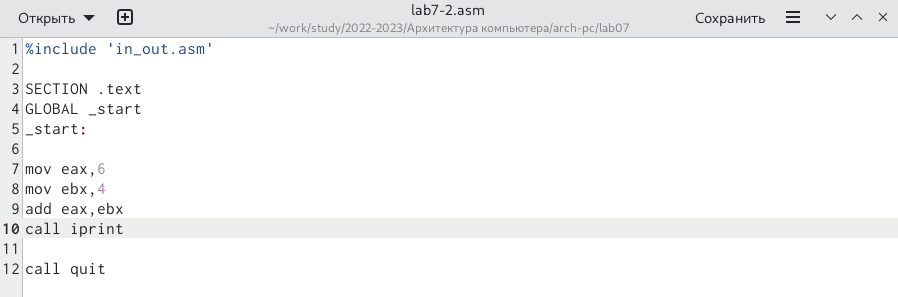 Открыть
lab7-2.asm
~/work/study/2022-2023/Архитектура компьютера/arch-pc/lab07
Сохранить
1 %include 'in_out.asm'
2
3 SECTION .text
4 GLOBAL _start
5 _start:
6
7 mov eax,6
8 mov ebx,4
9 add eax,ebx
10 call iprint
11
12 call quit